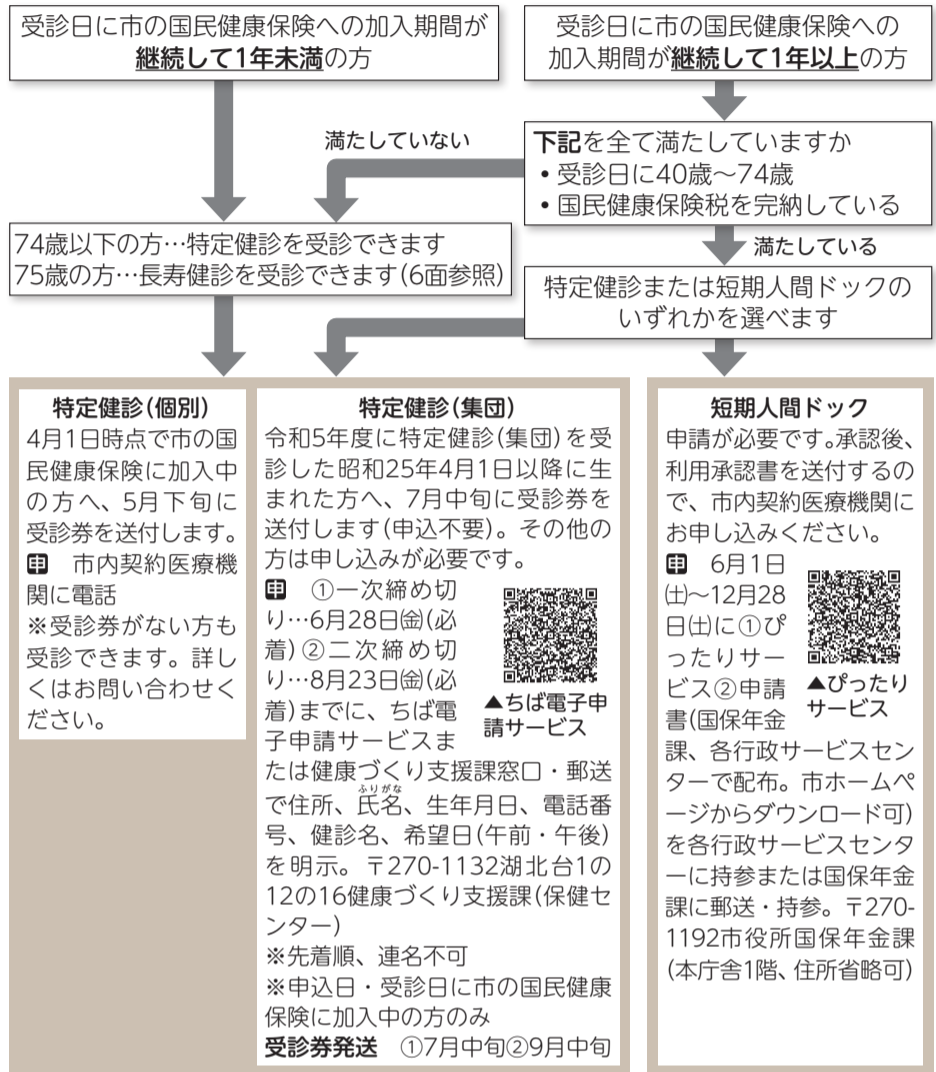 受診日に市の国民健康保険への加入期間が
継続して1年未満の方
受診日に市の国民健康保険への
加入期間が継続して1年以上の方
満たしていない
下記を全て満たしていますか
•受診日に40歳〜74歳
•国民健康保険税を完納している
満たしている
74歳以下の方…特定健診を受診できます
75歳の方…長寿健診を受診できます(6面参照)
特定健診または短期人間ドックの
いずれかを選べます
特定健診(個別)
4月1日時点で市の国
民健康保険に加入中
の方へ、5月下旬に
受診券を送付します。
申 市内契約医療機
関に電話
※受診券がない方も
受診できます。詳し
くはお問い合わせく
ださい。
特定健診(集団)
令和5年度に特定健診(集団)を受
診した昭和25年4月1日以降に生
まれた方へ、7月中旬に受診券を
送付します(申込不要)。その他の
方は申し込みが必要です。
申 ①一次締め切
り…6月28日㈮(必
着)②二次締め切
り…8月23日㈮(必
着)までに、ちば電
子申請サービスま
たは健康づくり支援課窓口・郵送
ふりがな
で住所、氏名、生年月日、電話番
号、健診名、希望日(午前・午後)
を明示。〒270-1132湖北台1の
12の16健康づくり支援課(保健セ
ンター)
※先着順、連名不可
※申込日・受診日に市の国民健康
保険に加入中の方のみ
受診券発送 ①7月中旬②9月中旬
▲ちば電子申
請サービス
短期人間ドック
申請が必要です。承認後、
利用承認書を送付するの
で、市内契約医療機関に
お申し込みください。
申 6月1日
㈯〜12月28
日㈯に①ぴ
ったりサー
ビス②申請
書(国保年金
課、各行政サービスセン
ターで配布。市ホームペ
ージからダウンロード可)
を各行政サービスセンタ
ーに持参または国保年金
課に郵送・持参。〒270-
1192市役所国保年金課
(本庁舎1階、住所省略可)
▲ぴったり
サービス